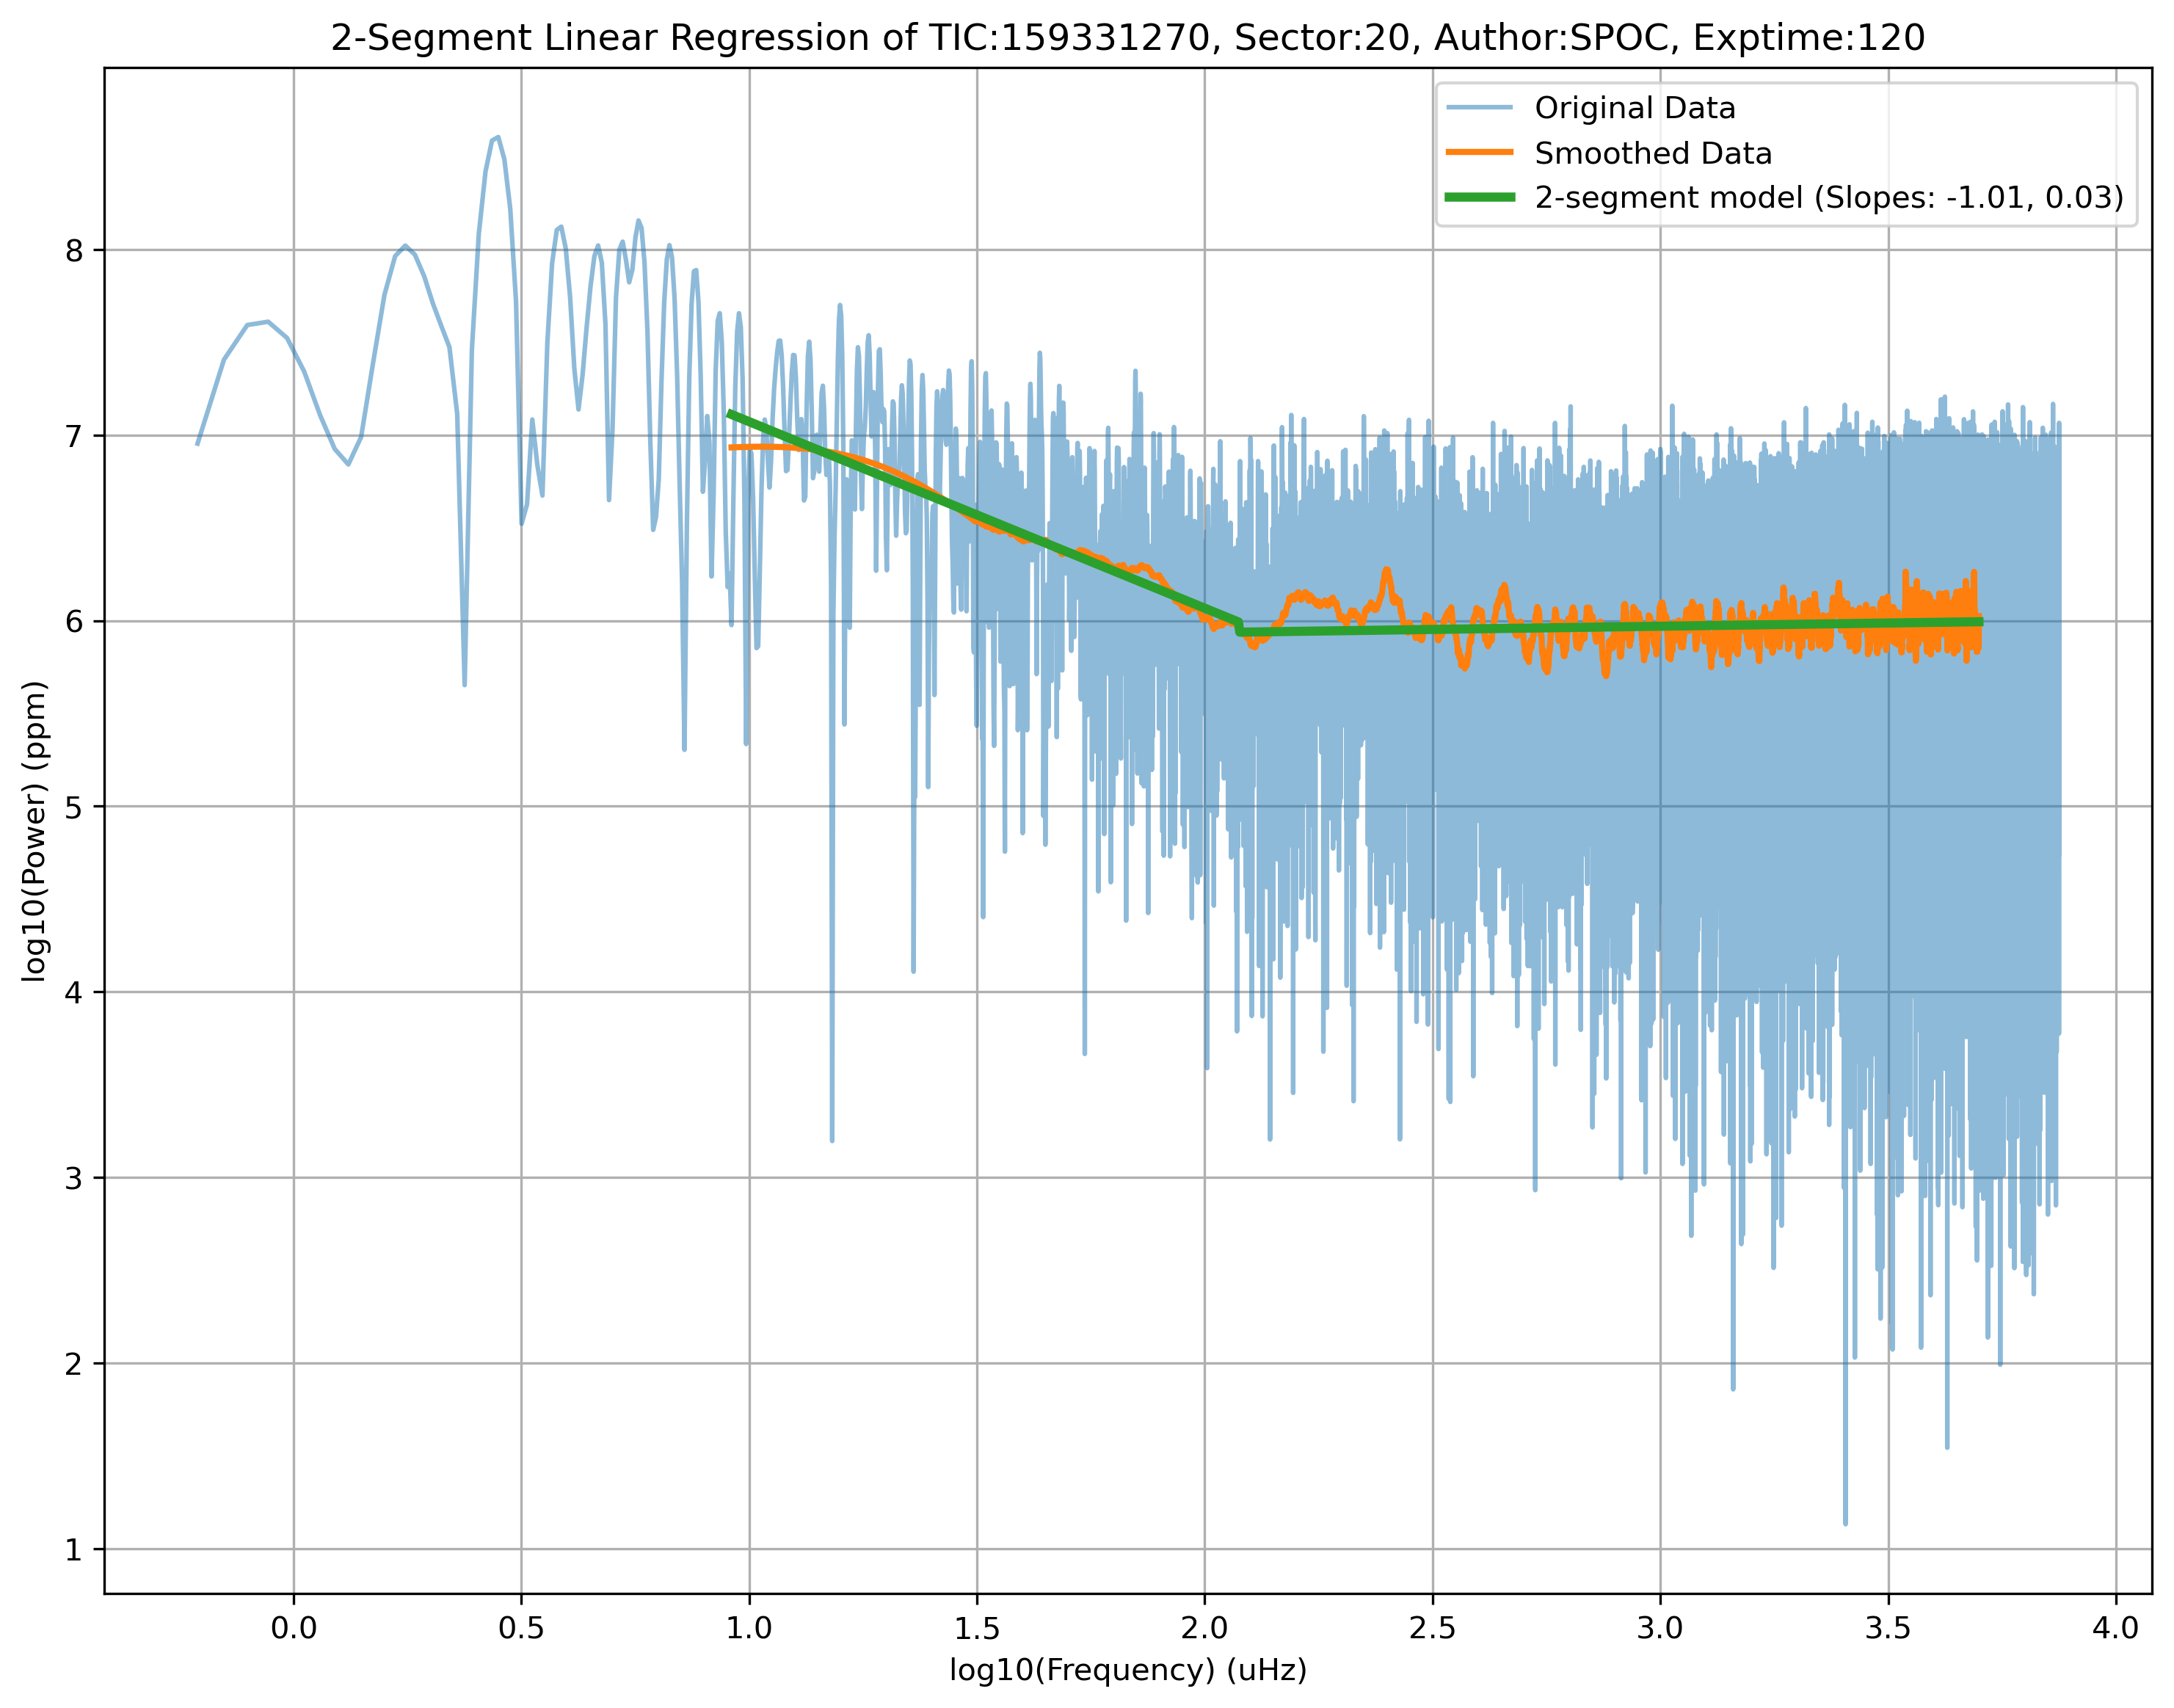 2-Segment Linear Regression of TIC:159331270, Sector:20, Author:SPOC, Exptime:120
Original Data
Smoothed Data
2-segment model (Slopes: -1.01, 0.03)
log10(Power) (ppm)
8
7
6
5
4
3
2
1
0.0 0.5 1.0 1.5 2.0 2.5 3.0 3.5 4.0
log10(Frequency) (uHz)